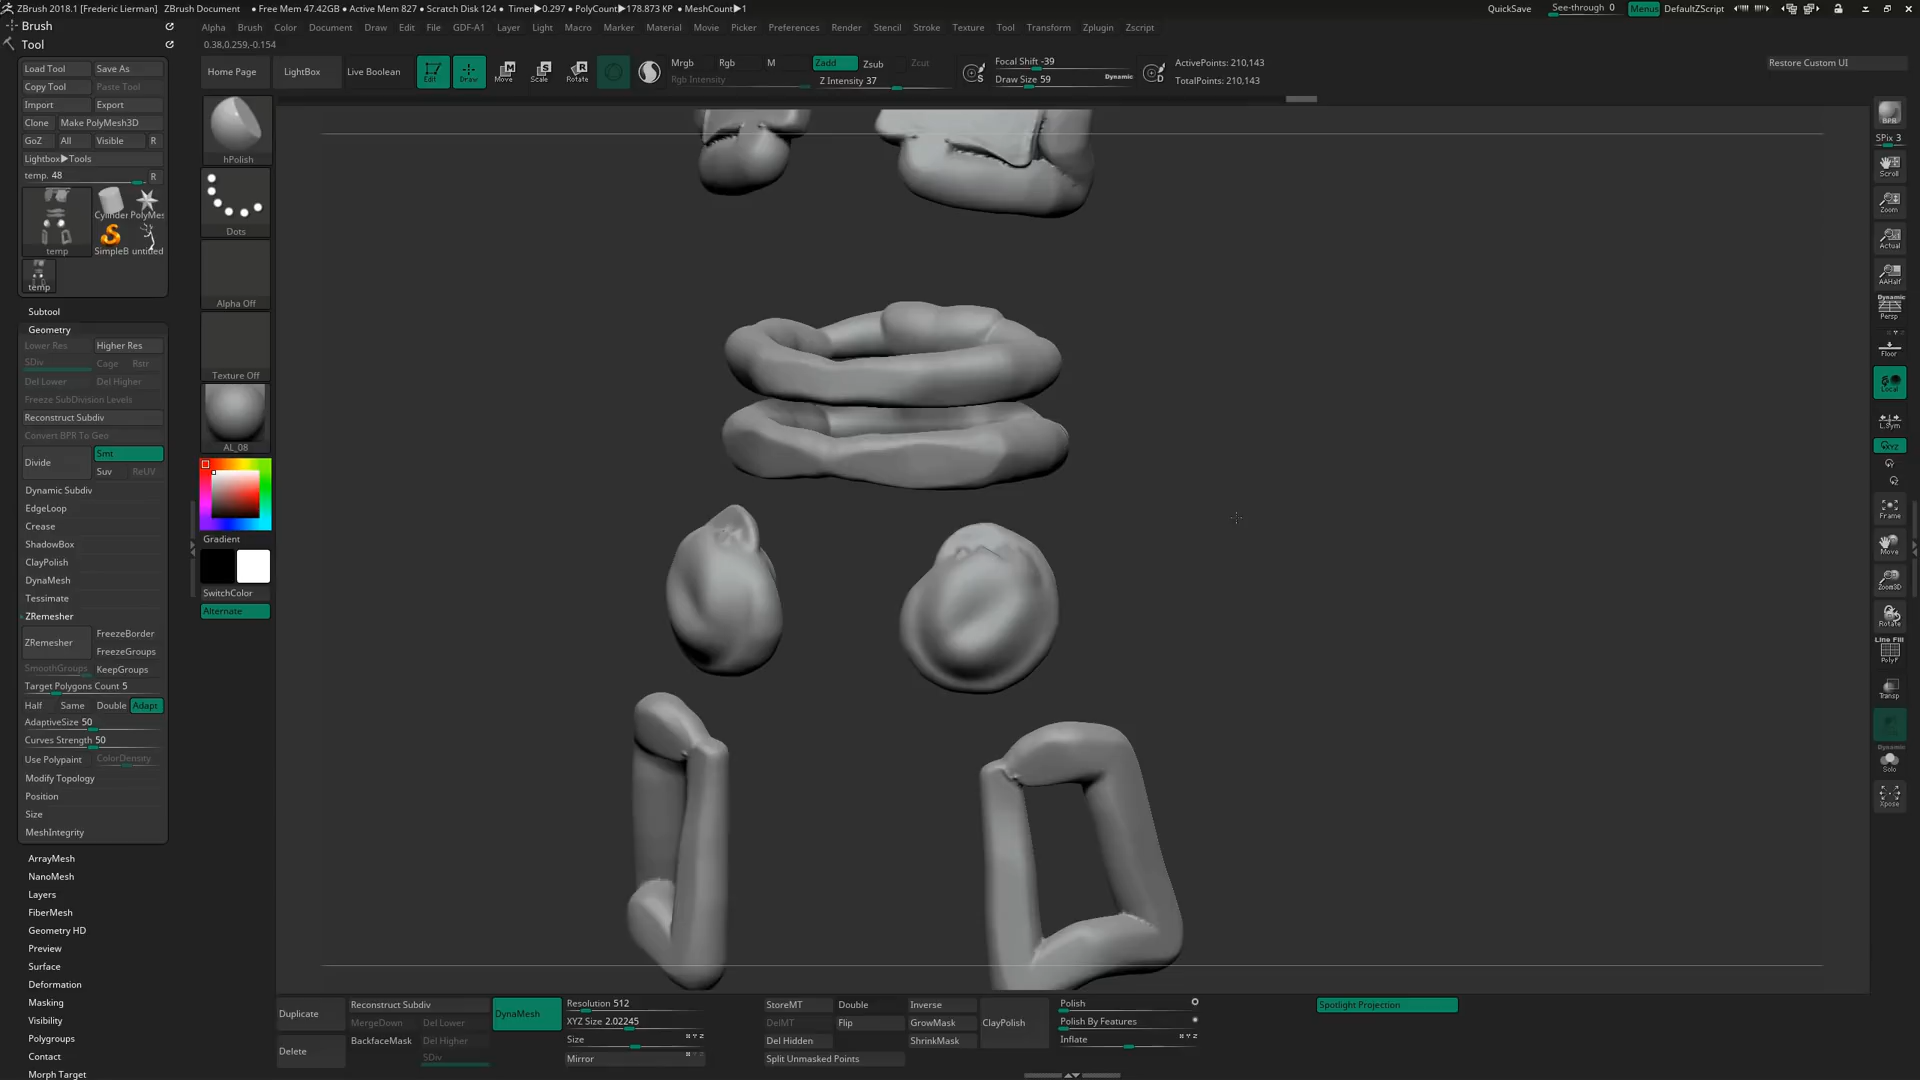 ZBrush 2018.1 [Frederic Lierman]    ZBrush Document    • Free Mem 47.42GB • Active Mem 827 • Scratch Disk 124 • Timer▶0.297 • PolyCount▶178.873 KP • MeshCount▶1    QuickSave    See-through 0    Menus    DefaultZScript
Brush    Alpha    Brush    Color    Document    Draw    Edit    File    GDF-A1    Layer    Light    Macro    Marker    Material    Movie    Picker    Preferences    Render    Stencil    Stroke    Texture    Tool    Transform    Zplugin    Zscript
Tool    0.38,0.259,-0.154
Home Page    LightBox    Live Boolean    Edit    Draw    Move    Scale    Rotate
Mrgb    Rgb    M    Zadd    Zsub    Zcut    Focal Shift -39    ActivePoints: 210,143    Restore Custom UI
Rgb Intensity    Z Intensity 37    Draw Size 59    Dynamic    TotalPoints: 210,143
Load Tool    Save As
Copy Tool    Paste Tool
Import    Export
Clone    Make PolyMesh3D
GoZ    All    Visible    R
Lightbox▶Tools
temp. 48    R
Cylinder    PolyMes
temp    SimpleB    untitled
temp
Subtool
Geometry
Lower Res    Higher Res
SDiv    Cage    Rstr
Del Lower    Del Higher
Freeze SubDivision Levels
Reconstruct Subdiv
Convert BPR To Geo
Divide    Smt
Suv    ReUV
Dynamic Subdiv
EdgeLoop
Crease
ShadowBox
ClayPolish
DynaMesh
Tessimate
ZRemesher
ZRemesher    FreezeBorder
FreezeGroups
SmoothGroups    KeepGroups
Target Polygons Count 5
Half    Same    Double    Adapt
AdaptiveSize 50
Curves Strength 50
Use Polypaint    ColorDensity
Modify Topology
Position
Size
MeshIntegrity
ArrayMesh
NanoMesh
Layers
FiberMesh
Geometry HD
Preview
Surface
Deformation
Masking
Visibility
Polygroups
Contact
Morph Target
hPolish
Dots
Alpha Off
Texture Off
AL_08
Gradient
SwitchColor
Alternate
BPR
SPix 3
Scroll
Zoom
Actual
AAHalf
Dynamic
Persp
Floor
Local
L.Sym
XYZ
Frame
Move
Zoom3D
Rotate
Line Fill
PolyF
Transp
Dynamic
Solo
Xpose
Duplicate    Reconstruct Subdiv    DynaMesh    Resolution 512    StoreMT    Double    Inverse    ClayPolish    Polish    Spotlight Projection
MergeDown    Del Lower    XYZ Size 2.02245    DelMT    Flip    GrowMask    Polish By Features
Delete    BackfaceMask    Del Higher    Size    Del Hidden    ShrinkMask    Inflate
SDiv    Mirror    Split Unmasked Points